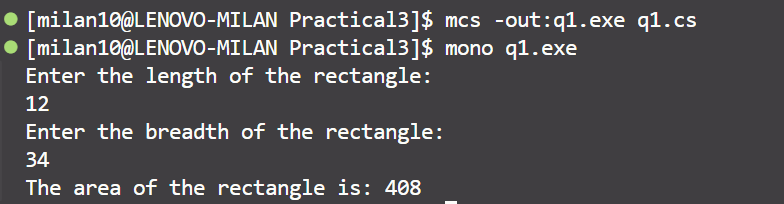 [milan10@LENOVO-MILAN Practical3]$ mcs -out:q1.exe q1.cs
[milan10@LENOVO-MILAN Practical3]$ mono q1.exe
Enter the length of the rectangle:
12
Enter the breadth of the rectangle:
34
The area of the rectangle is: 408